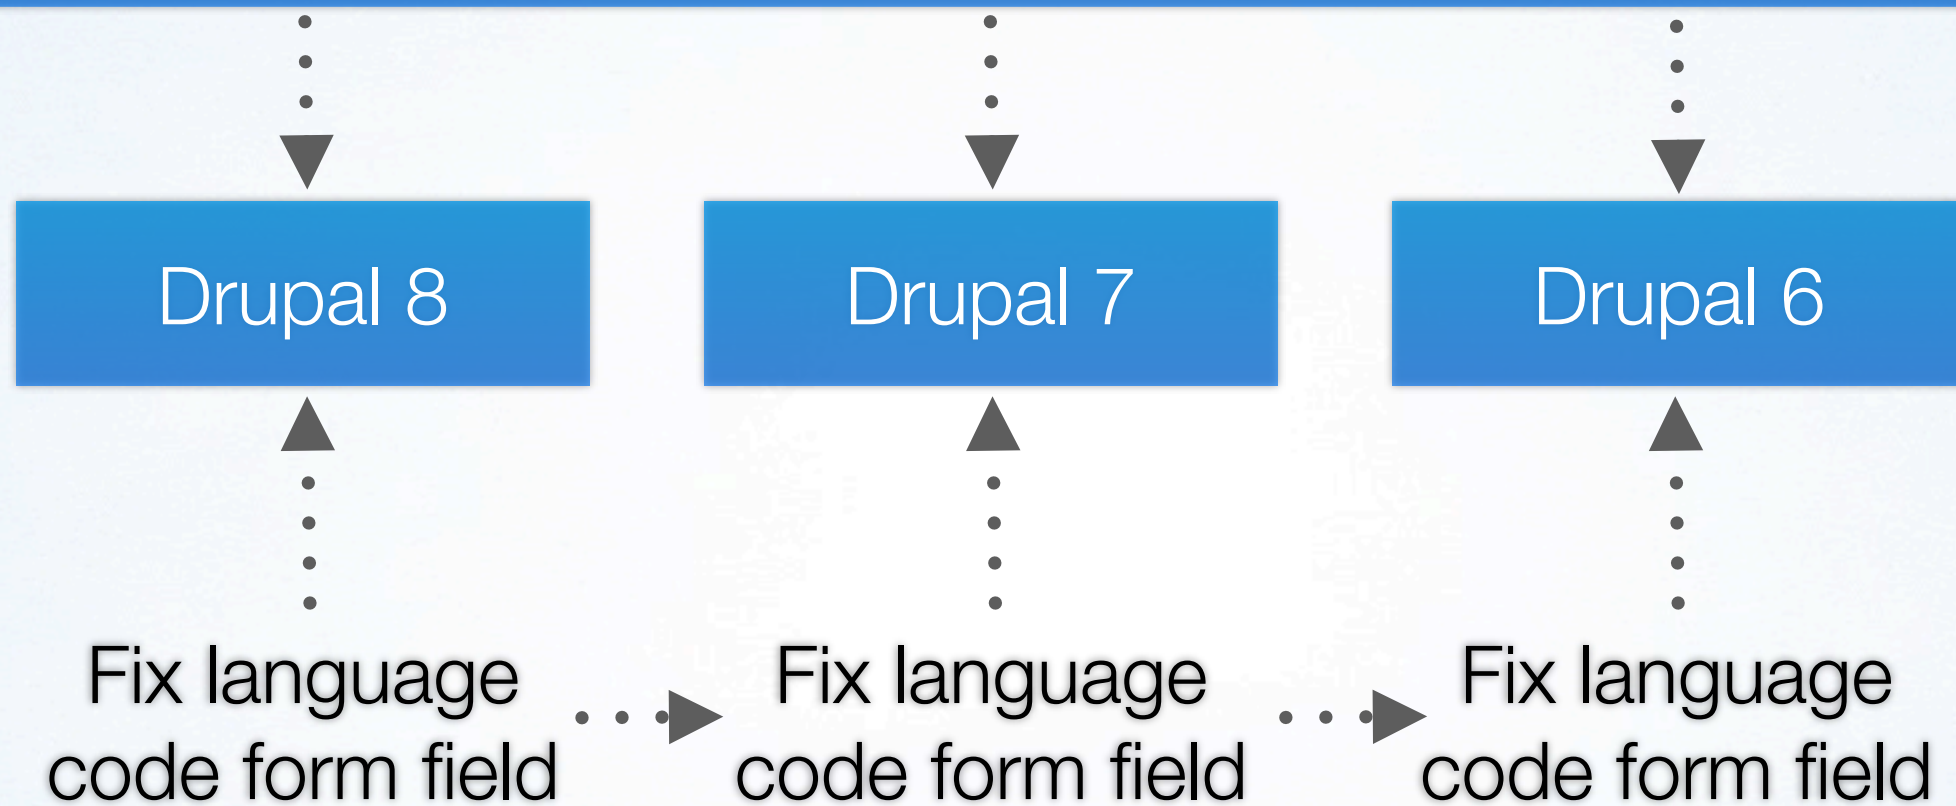 Drupal 8
Drupal 7
Drupal 6
Fix language
code form field
Fix language
code form field
Fix language
code form field